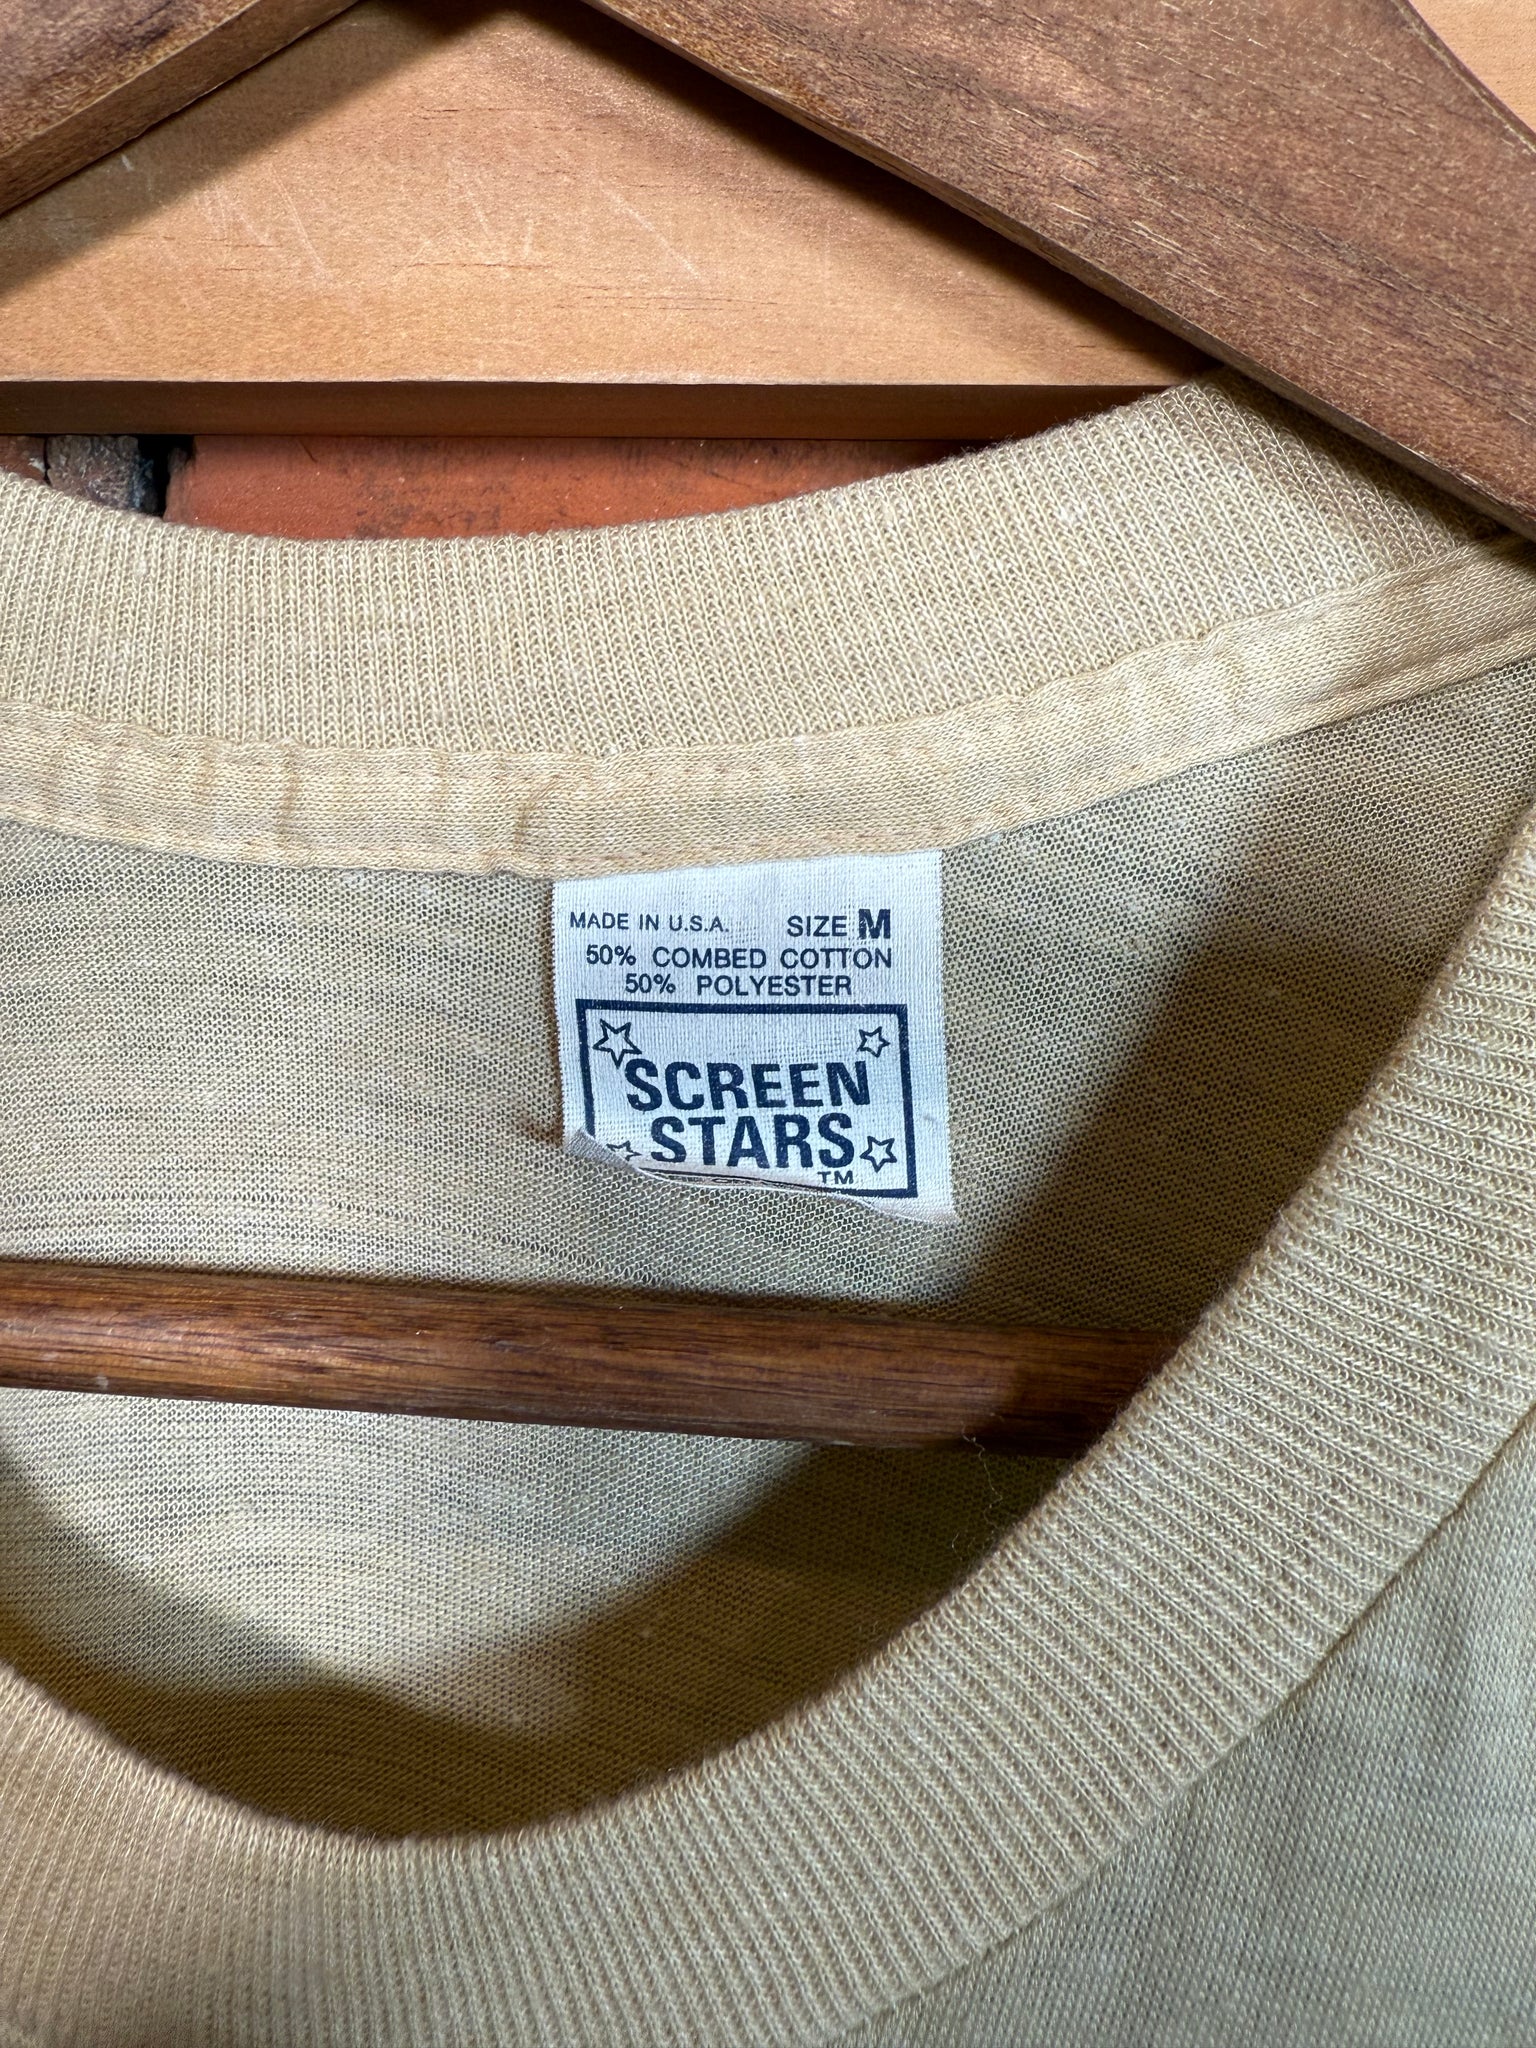 MADE IN U.S.A. SIZE M
50% COMBED COTTON
50% POLYESTER
SCREEN
STARS
TM